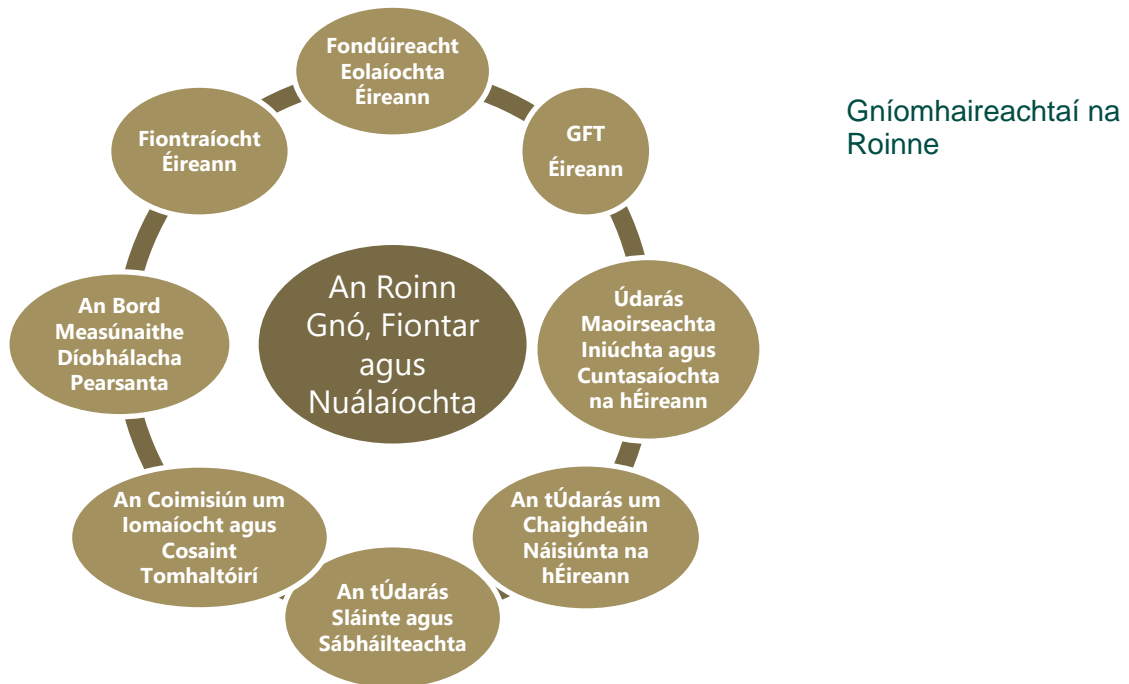 Fondúireacht
Eolaíochta
Éireann
GFT
Éireann
Gníomhaireachtaí na
Roinne
Fiontraíocht
Éireann
An Roinn
Gnó, Fiontar
agus
Nuálaíochta
Údarás
Maoirseachta
Iniúchta agus
Cuntasaíochta
na hÉireann
An Bord
Measúnaithe
Díobhálacha
Pearsanta
An Coimisiún um
Iomaíocht agus
Cosaint
Tomhaltóirí
An tÚdarás um
Chaighdeáin
Náisiúnta na
hÉireann
An tÚdarás
Sláinte agus
Sábháilteachta